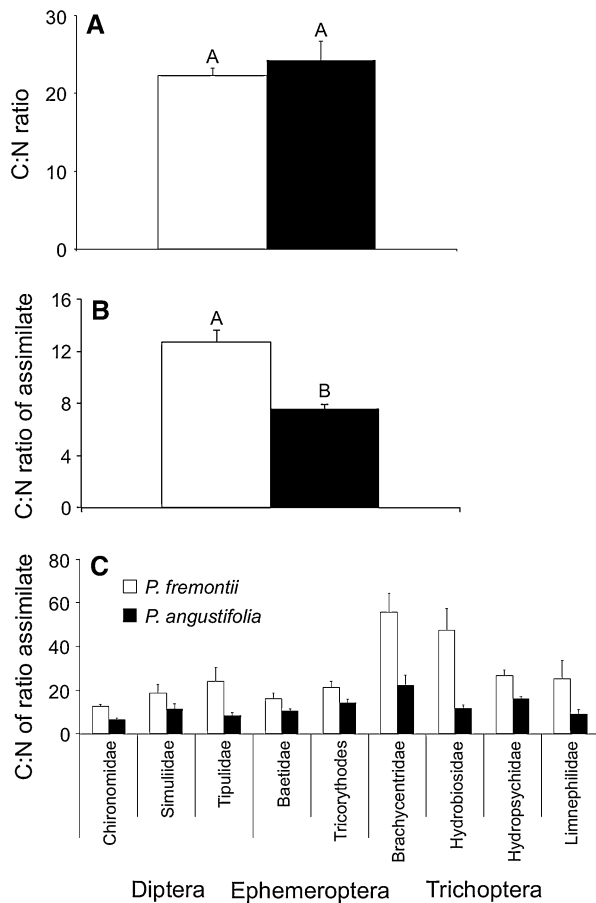 A
C:N ratio
30
20
10
0
A
A
B
C:N ratio of assimilate
16
12
8
4
0
A
B
C
C:N of ratio assimilate
80
60
40
20
0
P. fremontii
P. angustifolia
Chironomidae
Simuliidae
Tipulidae
Baetidae
Tricorythodes
Brachycentridae
Hydrobiosidae
Hydropsychidae
Limnephilidae
Diptera
Ephemeroptera
Trichoptera